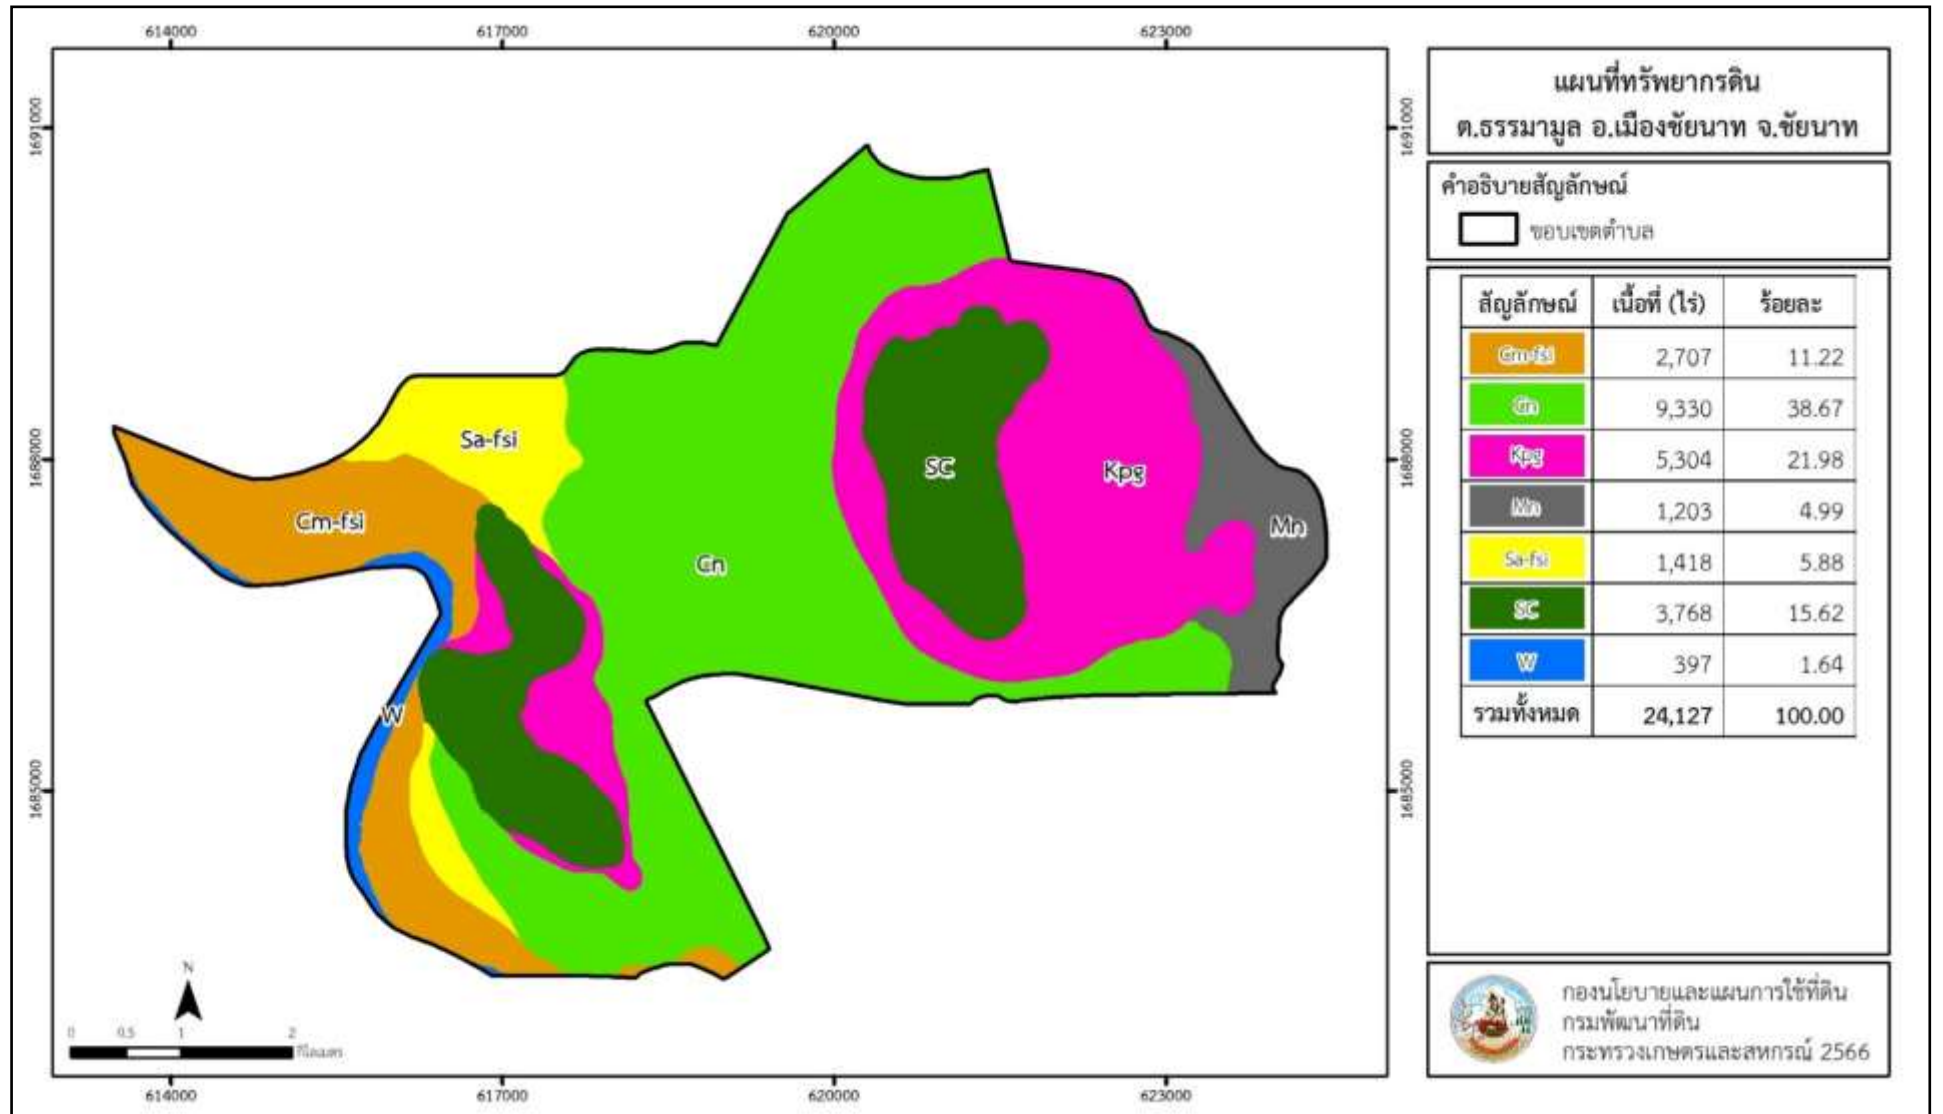 614000 617000 620000 623000
1691000 1691000
1688000 1688000
1685000 1685000
Sa-fsi
Cm-fsi
SC
Kpg
Mn
Cn
W
N
0 0.5 1 2
กิโลเมตร
614000 617000 620000 623000
แผนที่ทรัพยากรดิน
ต.ธรรมามูล อ.เมืองชัยนาท จ.ชัยนาท
คำอธิบายสัญลักษณ์
ขอบเขตตำบล
สัญลักษณ์ เนื้อที่ (ไร่) ร้อยละ
Cm-fsi 2,707 11.22
Cn 9,330 38.67
Kpg 5,304 21.98
Mn 1,203 4.99
Sa-fsi 1,418 5.88
SC 3,768 15.62
W 397 1.64
รวมทั้งหมด 24,127 100.00
กองนโยบายและแผนการใช้ที่ดิน
กรมพัฒนาที่ดิน
กระทรวงเกษตรและสหกรณ์ 2566